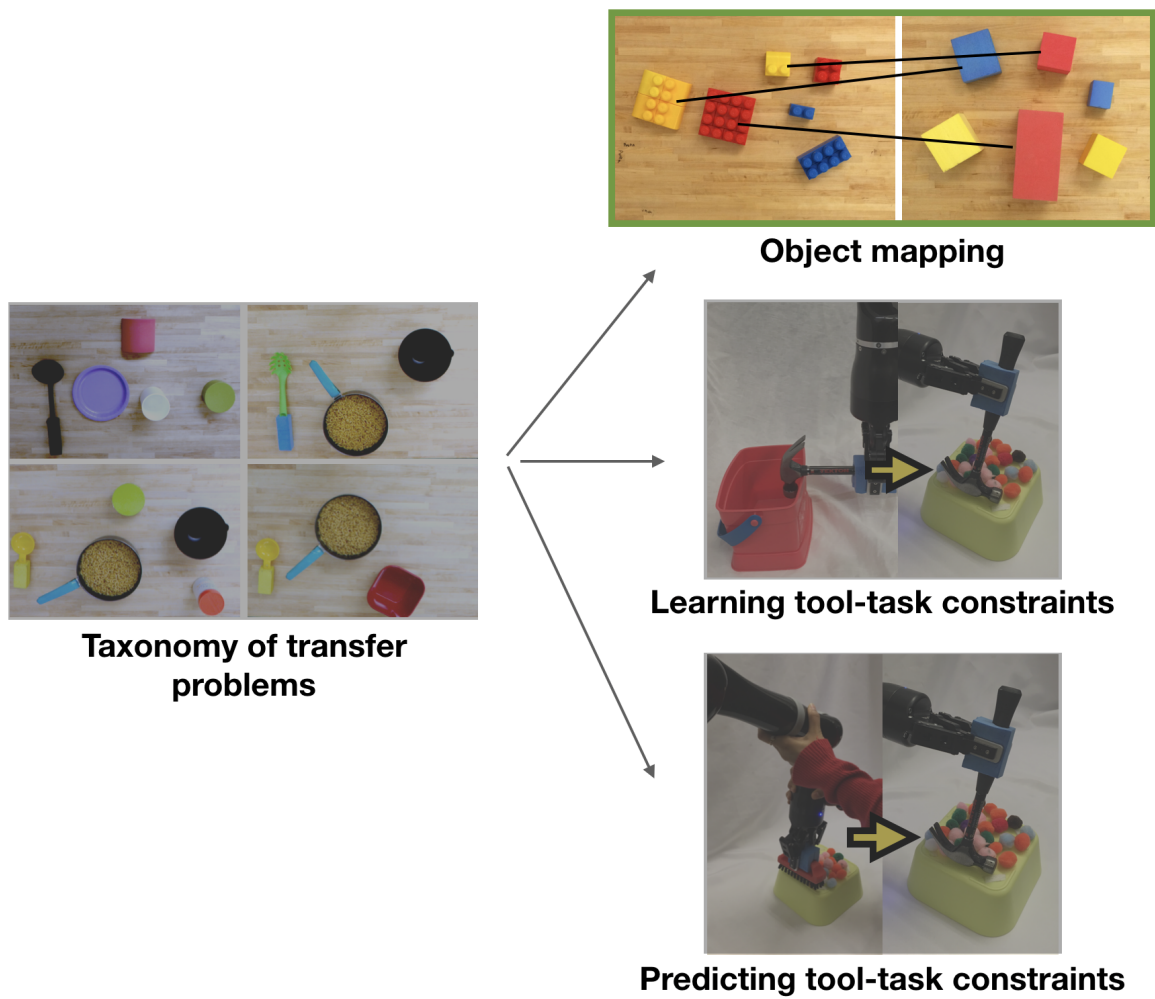 Object mapping
Taxonomy of transfer
problems
Learning tool-task constraints
Predicting tool-task constraints